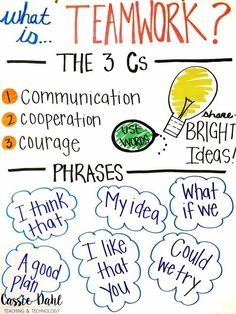 what is... TEAMWORK?
THE 3 Cs
1 Communication
2 cooperation
3 courage
USE WORDS
share
BRIGHT
Ideas!
PHRASES
I think
that
My idea
What
if we
A good
plan
I like
that
you
Could
we try
Cassie Dahl
TEACHING & TECHNOLOGY